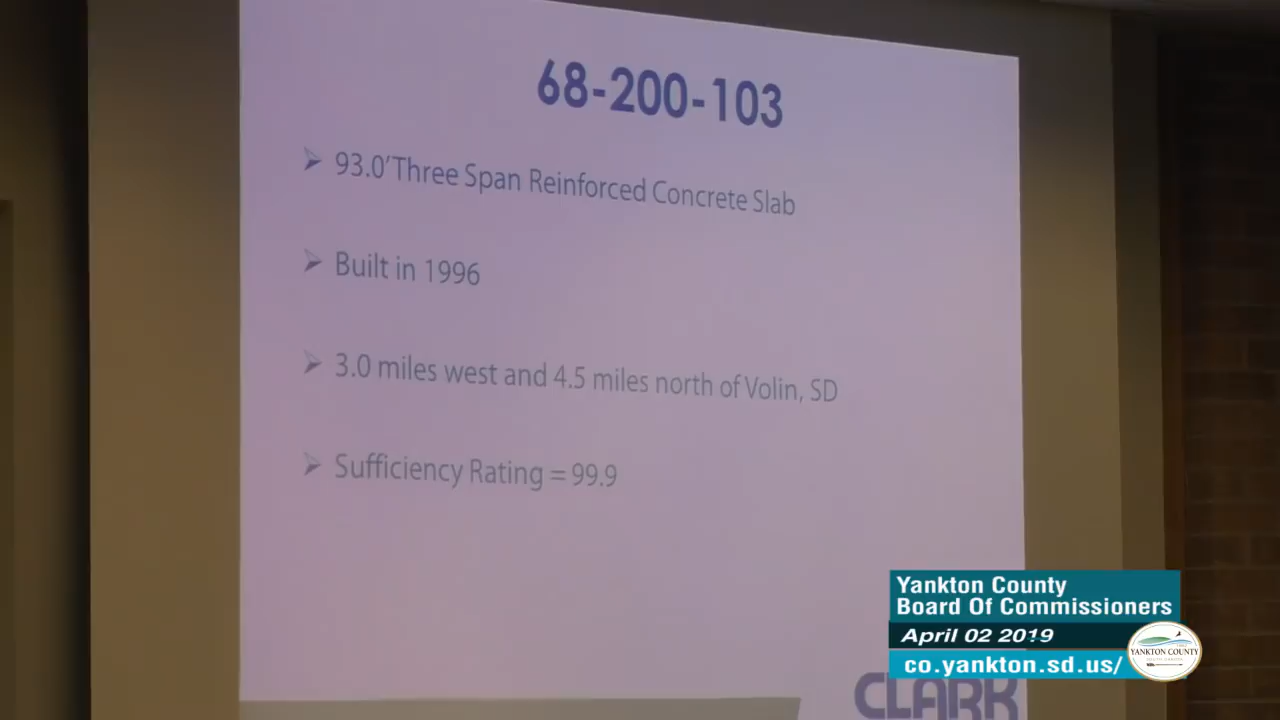 68-200-103
93.0' Three Span Reinforced Concrete Slab
Built in 1996
3.0 miles west and 4.5 miles north of Volin, SD
Sufficiency Rating = 99.9
Yankton County
Board Of Commissioners
April 02 2019
co.yankton.sd.us/
YANKTON COUNTY
CLARK